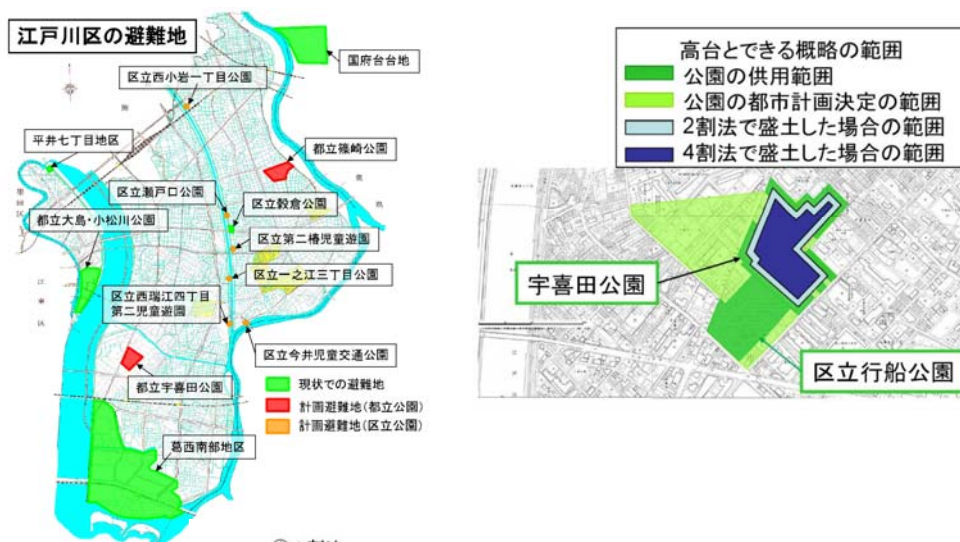 江戸川区の避難地
国府台台地
区立西小岩一丁目公園
平井七丁目地区
都立篠崎公園
区立瀬戸口公園
区立穀倉公園
都立大島・小松川公園
区立第二椿児童遊園
区立一之江三丁目公園
区立西瑞江四丁目
第二児童遊園
区立今井児童交通公園
都立宇喜田公園
現状での避難地
計画避難地(都立公園)
計画避難地(区立公園)
葛西南部地区
高台とできる概略の範囲
公園の供用範囲
公園の都市計画決定の範囲
2割法で盛土した場合の範囲
4割法で盛土した場合の範囲
宇喜田公園
区立行船公園